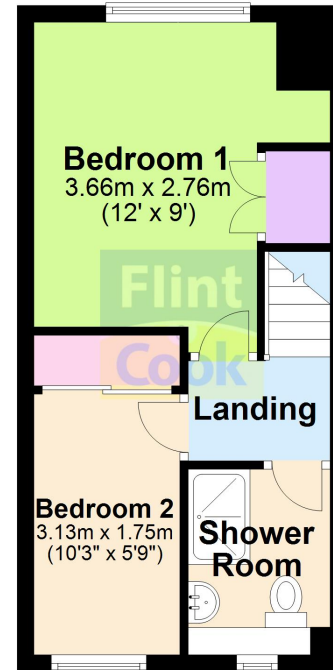 Bedroom 1
3.66m x 2.76m
(12' x 9')
Flint
Cook
Landing
Bedroom 2
3.13m x 1.75m
(10'3" x 5'9")
Shower
Room